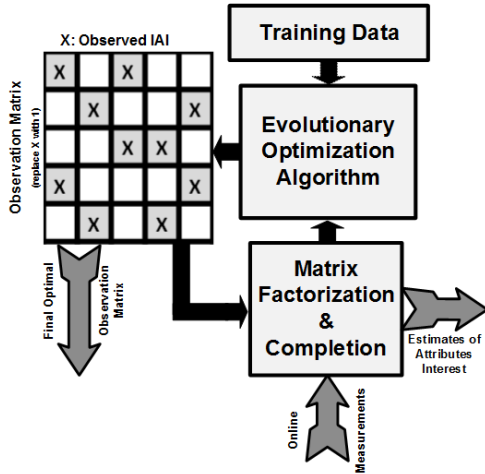 X: Observed IAI
Training Data
Observation Matrix
(replace X with 1)
X X
X X
X X
X X
X X
Evolutionary
Optimization
Algorithm
Matrix
Factorization
&
Completion
Final Optimal
Observation
Matrix
Estimates of
Attributes
Interest
Online
Measurements